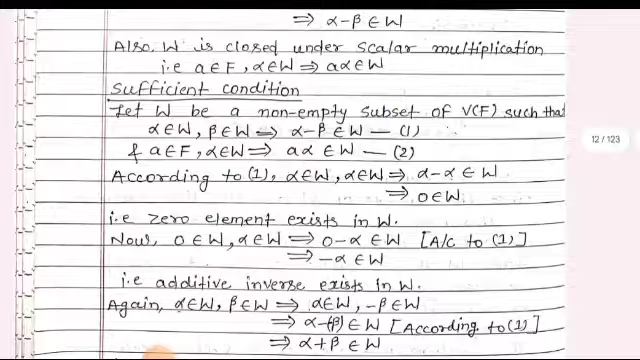 ⇒ α-β ∈ W
Also W is closed under scalar multiplication
i.e a∈F, α∈W ⇒ aα∈W
Sufficient condition
Let W be a non-empty subset of V(F) such that
α∈W, β∈W ⇒ α-β∈W — (1)
& a∈F, α∈W ⇒ aα ∈W — (2)
According to (1), α∈W, α∈W ⇒ α-α∈W
⇒ 0∈W
i.e zero element exists in W.
Now, 0∈W, α∈W ⇒ 0-α∈W [A/c to (1)]
⇒ -α∈W
i.e additive inverse exists in W.
Again, α∈W, β∈W ⇒ α∈W, -β∈W
⇒ α-(-β)∈W [According to (1)]
⇒ α+β∈W
12 / 123